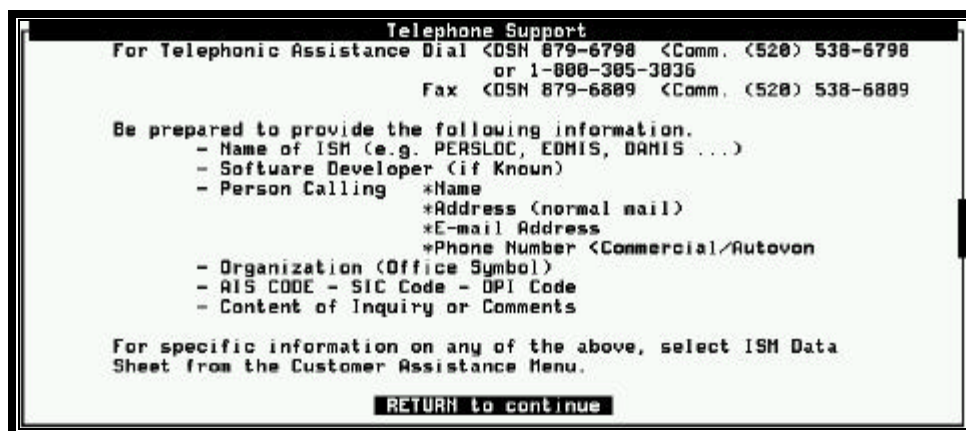 Telephone Support
For Telephonic Assistance Dial <DSN 879-6798 <Comm. (520) 538-6798
or 1-800-305-3036
Fax <DSN 879-6809 <Comm. (520) 538-6809
Be prepared to provide the following information.
- Name of ISM (e.g. PERSLOC, EDMIS, DAMIS ...)
- Software Developer (if Known)
- Person Calling *Name
*Address (normal mail)
*E-mail Address
*Phone Number <Commercial/Autovon
- Organization (Office Symbol)
- AIS CODE - SIC Code - DPI Code
- Content of Inquiry or Comments
For specific information on any of the above, select ISM Data
Sheet from the Customer Assistance Menu.
RETURN to continue